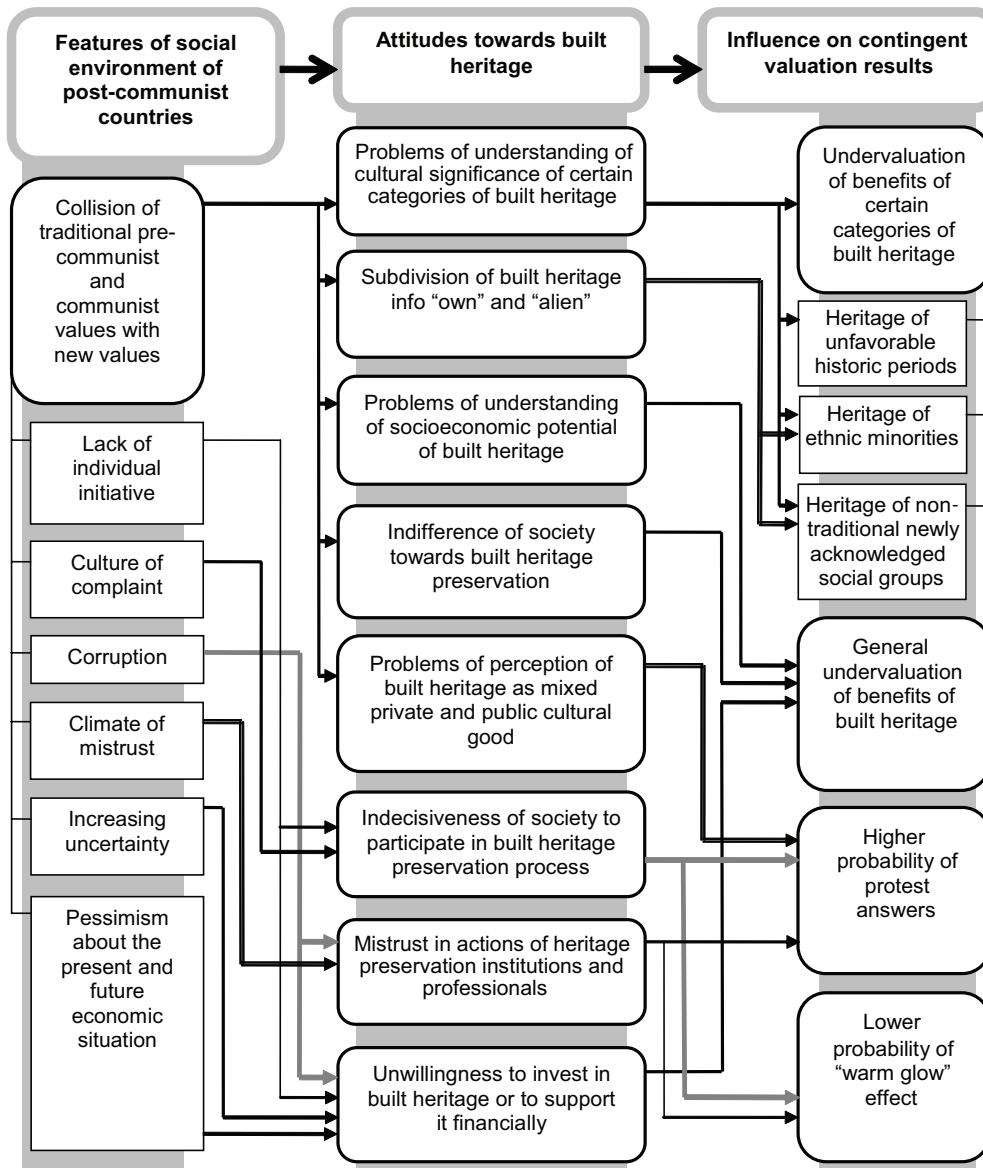 Features of social
environment of
post-communist
countries
Attitudes towards built
heritage
Influence on contingent
valuation results
Collision of
traditional pre-
communist
and
communist
values with
new values
Lack of
individual
initiative
Culture of
complaint
Corruption
Climate of
mistrust
Increasing
uncertainty
Pessimism
about the
present and
future
economic
situation
Problems of understanding of
cultural significance of certain
categories of built heritage
Subdivision of built heritage
info “own” and “alien”
Problems of understanding
of socioeconomic potential
of built heritage
Indifference of society
towards built heritage
preservation
Problems of perception of
built heritage as mixed
private and public cultural
good
Indecisiveness of society to
participate in built heritage
preservation process
Mistrust in actions of heritage
preservation institutions and
professionals
Unwillingness to invest in
built heritage or to support
it financially
Undervaluation
of benefits of
certain
categories of
built heritage
Heritage of
unfavorable
historic periods
Heritage of
ethnic minorities
Heritage of non-
traditional newly
acknowledged
social groups
General
undervaluation
of benefits of
built heritage
Higher
probability of
protest
answers
Lower
probability of
“warm glow”
effect